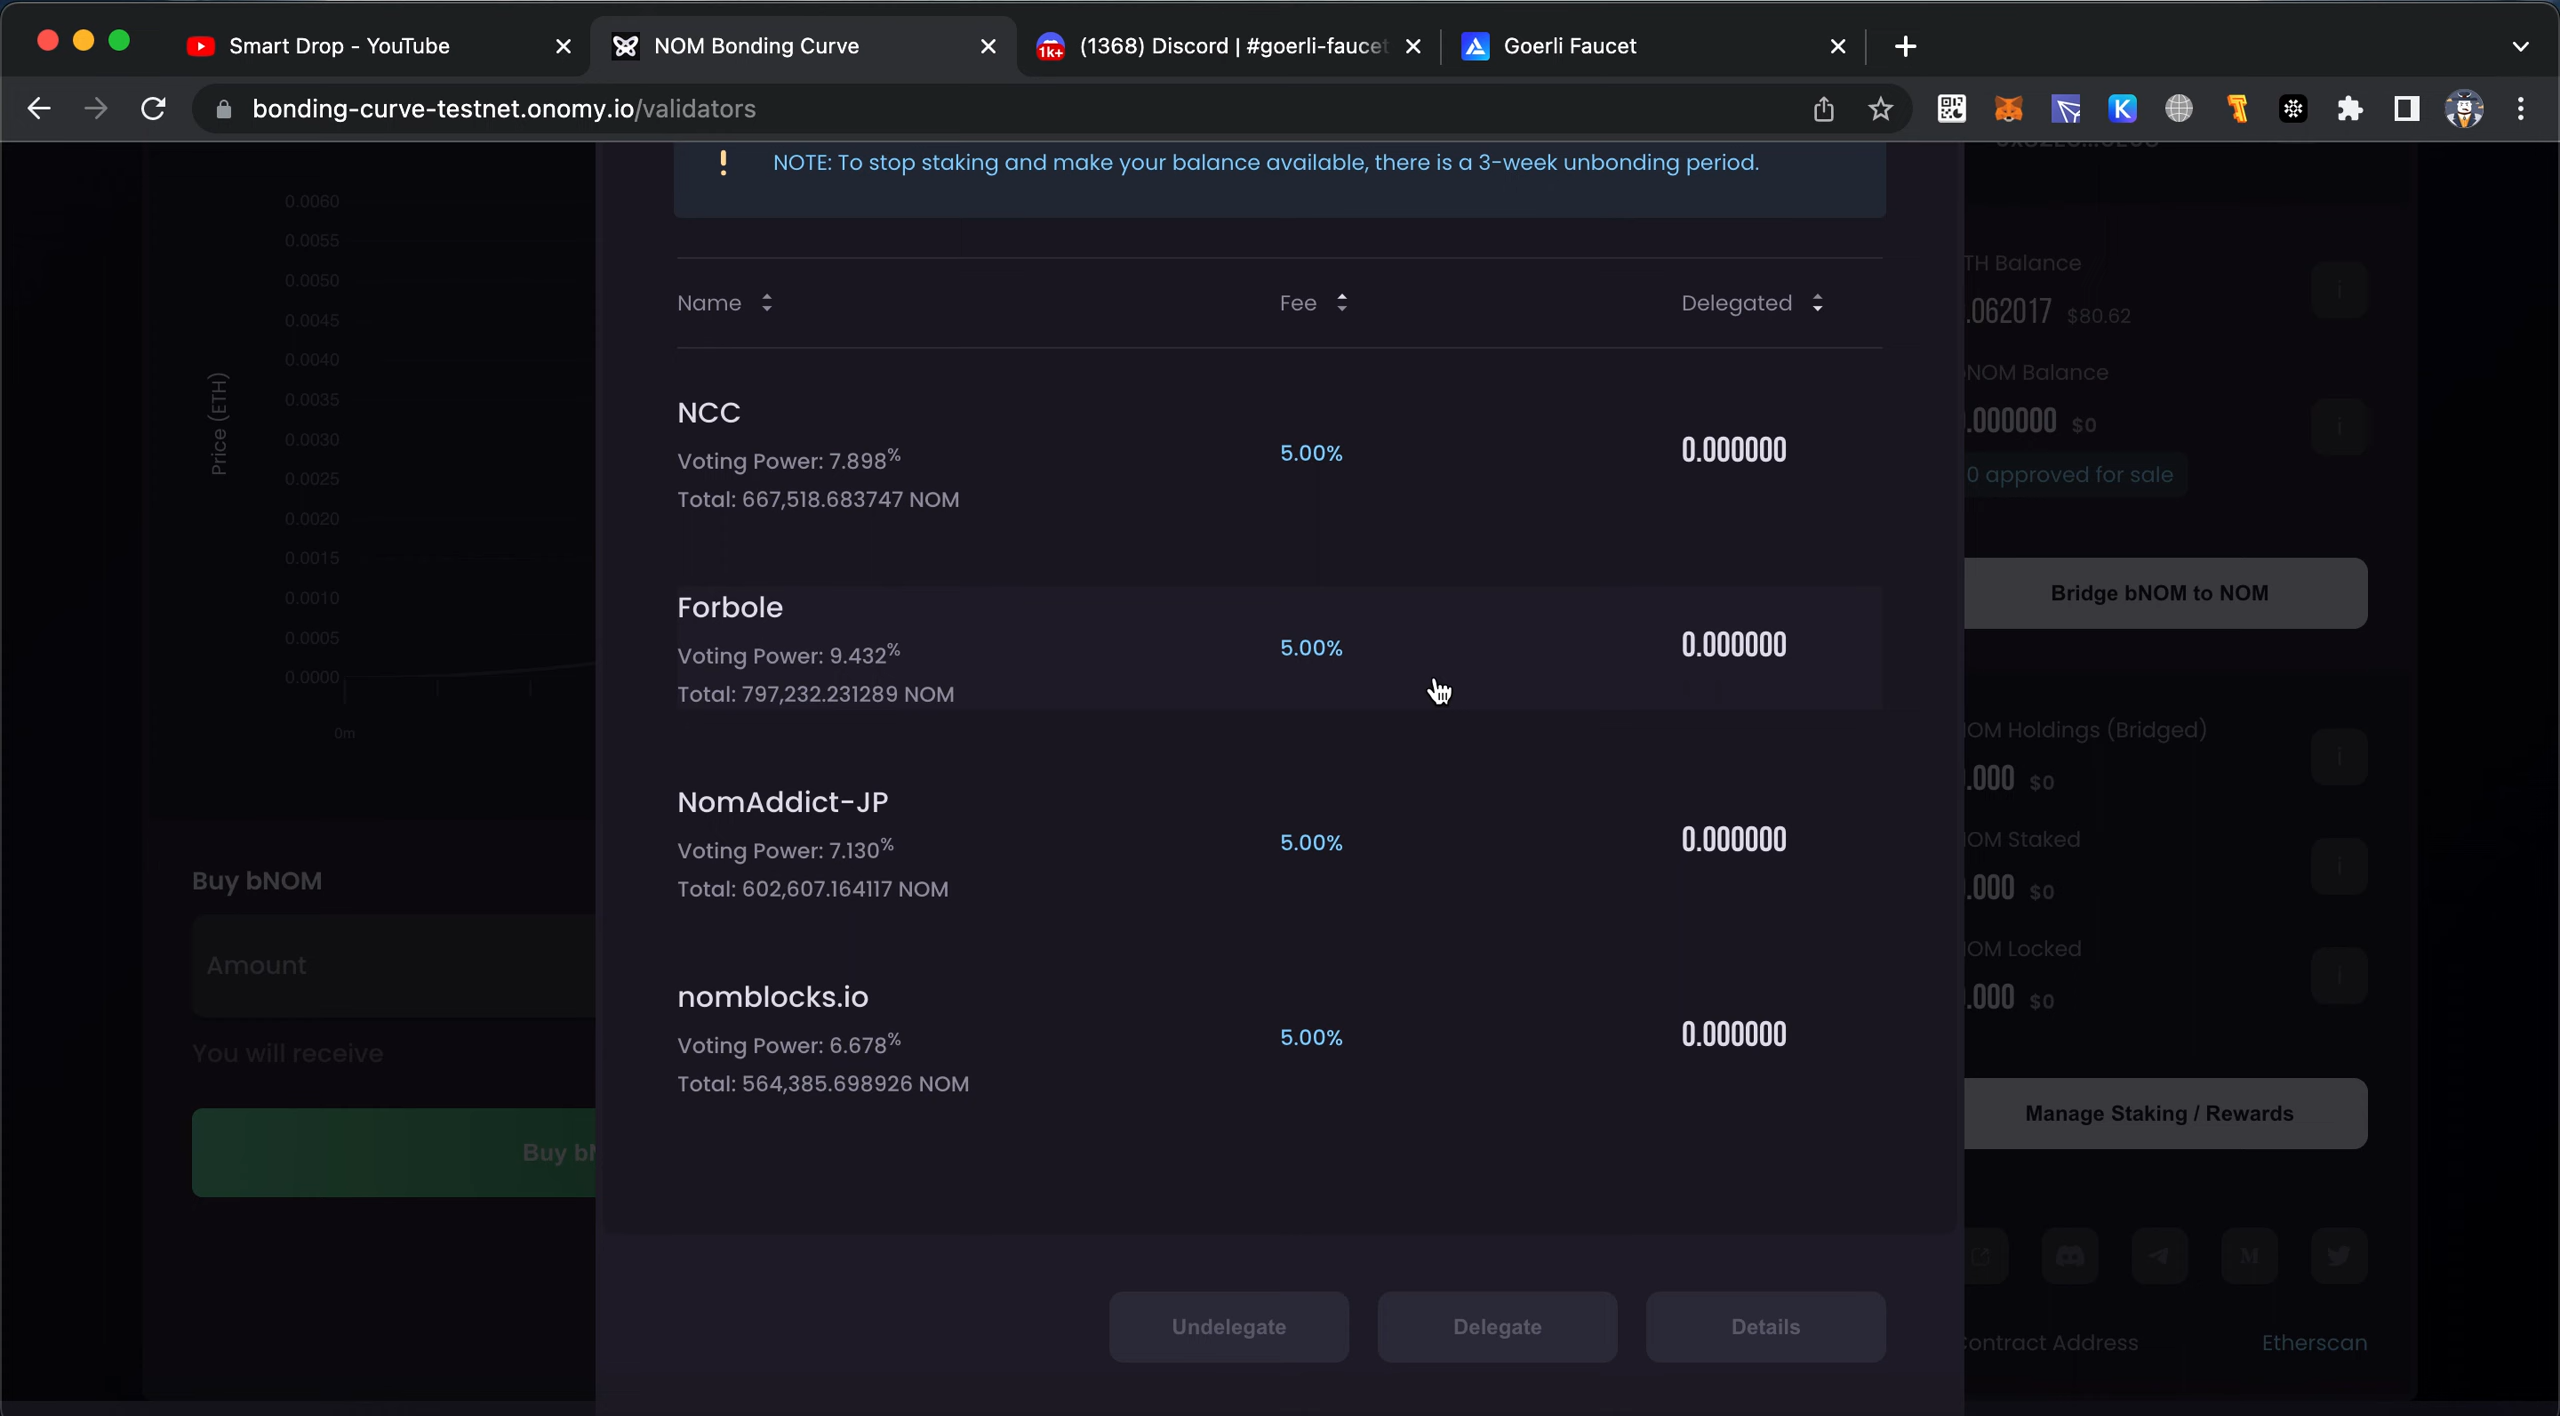 Smart Drop - YouTube
NOM Bonding Curve
1k+
(1368) Discord | #goerli-faucet
Goerli Faucet
bonding-curve-testnet.onomy.io/validators
NOTE: To stop staking and make your balance available, there is a 3-week unbonding period.
Name
Fee
Delegated
NCC
Voting Power: 7.898%
Total: 667,518.683747 NOM
5.00%
0.000000
Forbole
Voting Power: 9.432%
Total: 797,232.231289 NOM
5.00%
0.000000
NomAddict-JP
Voting Power: 7.130%
Total: 602,607.164117 NOM
5.00%
0.000000
nomblocks.io
Voting Power: 6.678%
Total: 564,385.698926 NOM
5.00%
0.000000
Undelegate
Delegate
Details
Price (ETH)
0.0060
0.0055
0.0050
0.0045
0.0040
0.0035
0.0030
0.0025
0.0020
0.0015
0.0010
0.0005
0.0000
0m
Buy bNOM
Amount
You will receive
Buy bN
TH Balance
.062017 $80.62
NOM Balance
.000000 $0
0 approved for sale
Bridge bNOM to NOM
OM Holdings (Bridged)
.000 $0
OM Staked
.000 $0
OM Locked
.000 $0
Manage Staking / Rewards
ontract Address
Etherscan